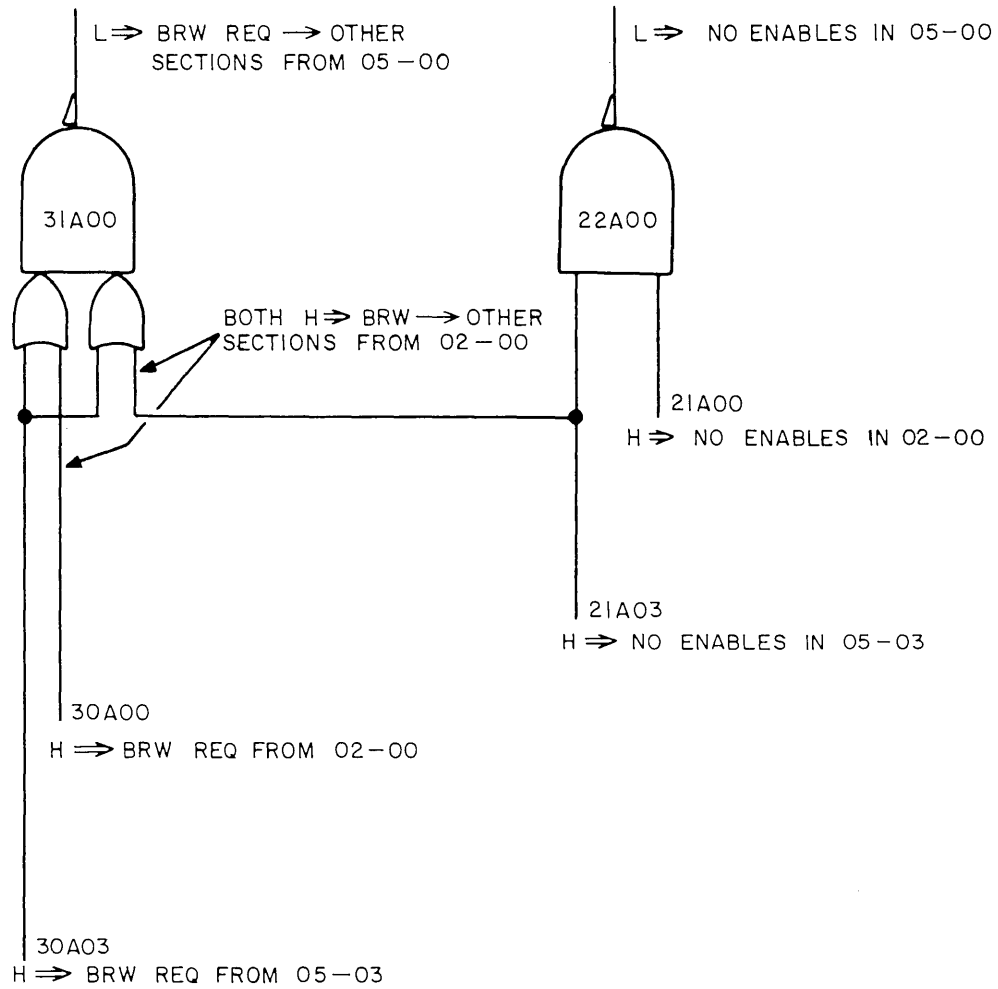 L⇒ BRW REQ → OTHER
SECTIONS FROM 05-00
L⇒ NO ENABLES IN 05-00
31A00
22A00
BOTH H⇒ BRW → OTHER
SECTIONS FROM 02-00
21A00
H⇒ NO ENABLES IN 02-00
21A03
H⇒ NO ENABLES IN 05-03
30A00
H⇒ BRW REQ FROM 02-00
30A03
H⇒ BRW REQ FROM 05-03